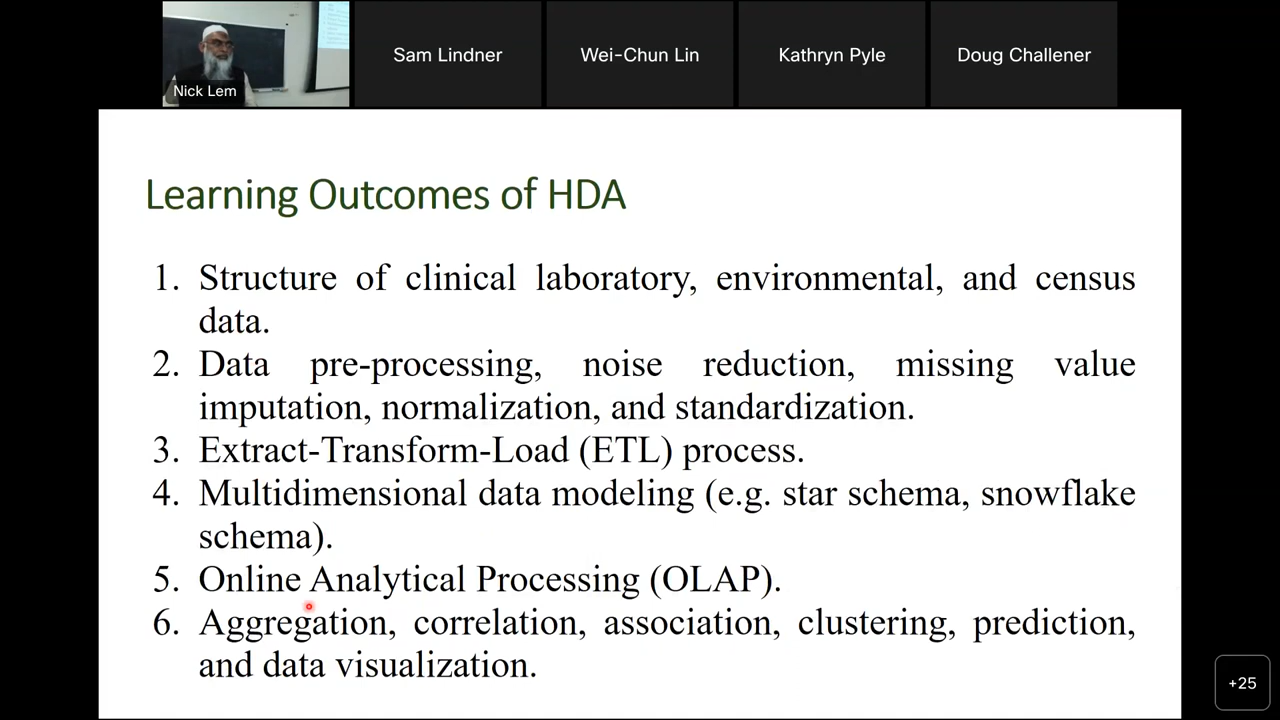 Nick Lem
Sam Lindner
Wei-Chun Lin
Kathryn Pyle
Doug Challener
Learning Outcomes of HDA
1. Structure of clinical laboratory, environmental, and census
data.
2. Data pre-processing, noise reduction, missing value
imputation, normalization, and standardization.
3. Extract-Transform-Load (ETL) process.
4. Multidimensional data modeling (e.g. star schema, snowflake
schema).
5. Online Analytical Processing (OLAP).
6. Aggregation, correlation, association, clustering, prediction,
and data visualization.
+25